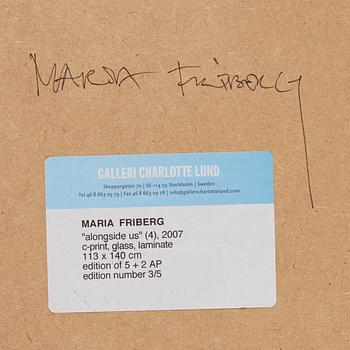 MARIA FRIBERG
GALLERI CHARLOTTE LUND
Skeppargatan 70 | SE-114 59 Stockholm | Sweden
Tel 46 8 663 09 79 | Fax 46 8 663 09 78 | info@gallericharlottelund.com
MARIA FRIBERG
"alongside us" (4), 2007
c-print, glass, laminate
113 x 140 cm
edition of 5 + 2 AP
edition number 3/5